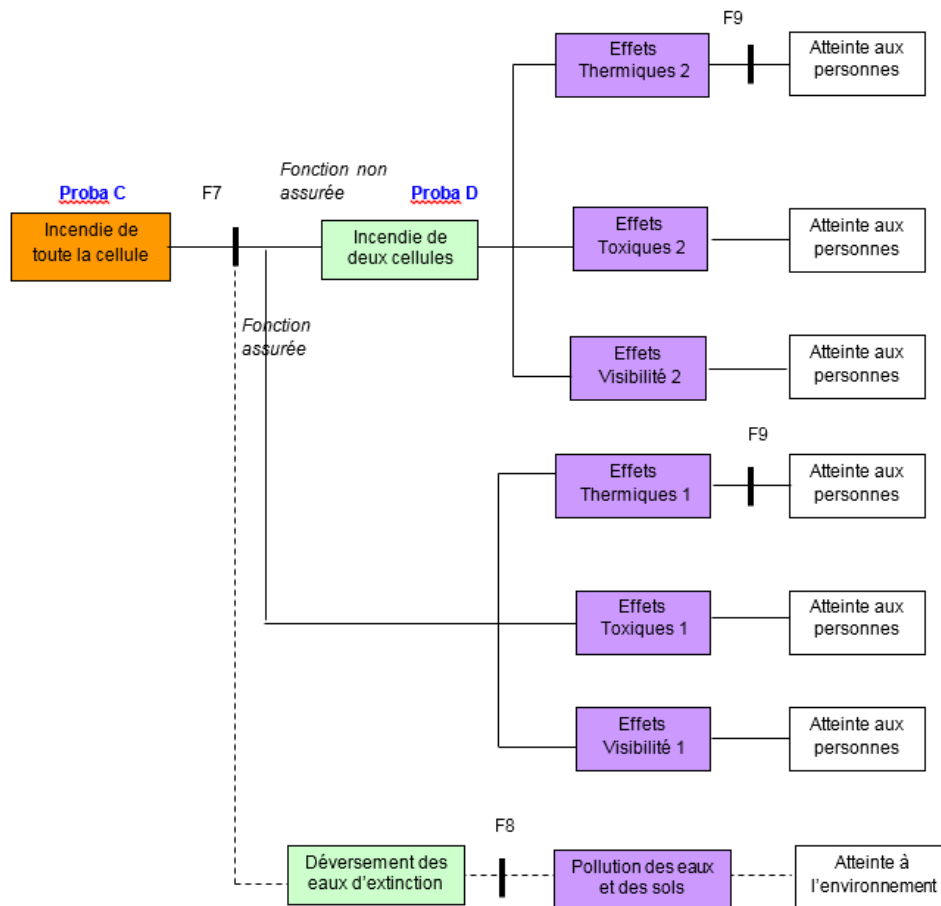 F9
Effets
Thermiques 2
Atteinte aux
personnes
Fonction non
assurée
Proba C
F7
Proba D
Incendie de
toute la cellule
Incendie de
deux cellules
Effets
Toxiques 2
Atteinte aux
personnes
Fonction
assurée
Effets
Visibilité 2
Atteinte aux
personnes
F9
Effets
Thermiques 1
Atteinte aux
personnes
Effets
Toxiques 1
Atteinte aux
personnes
Effets
Visibilité 1
Atteinte aux
personnes
F8
Déversement des
eaux d'extinction
Pollution des eaux
et des sols
Atteinte à
l'environnement